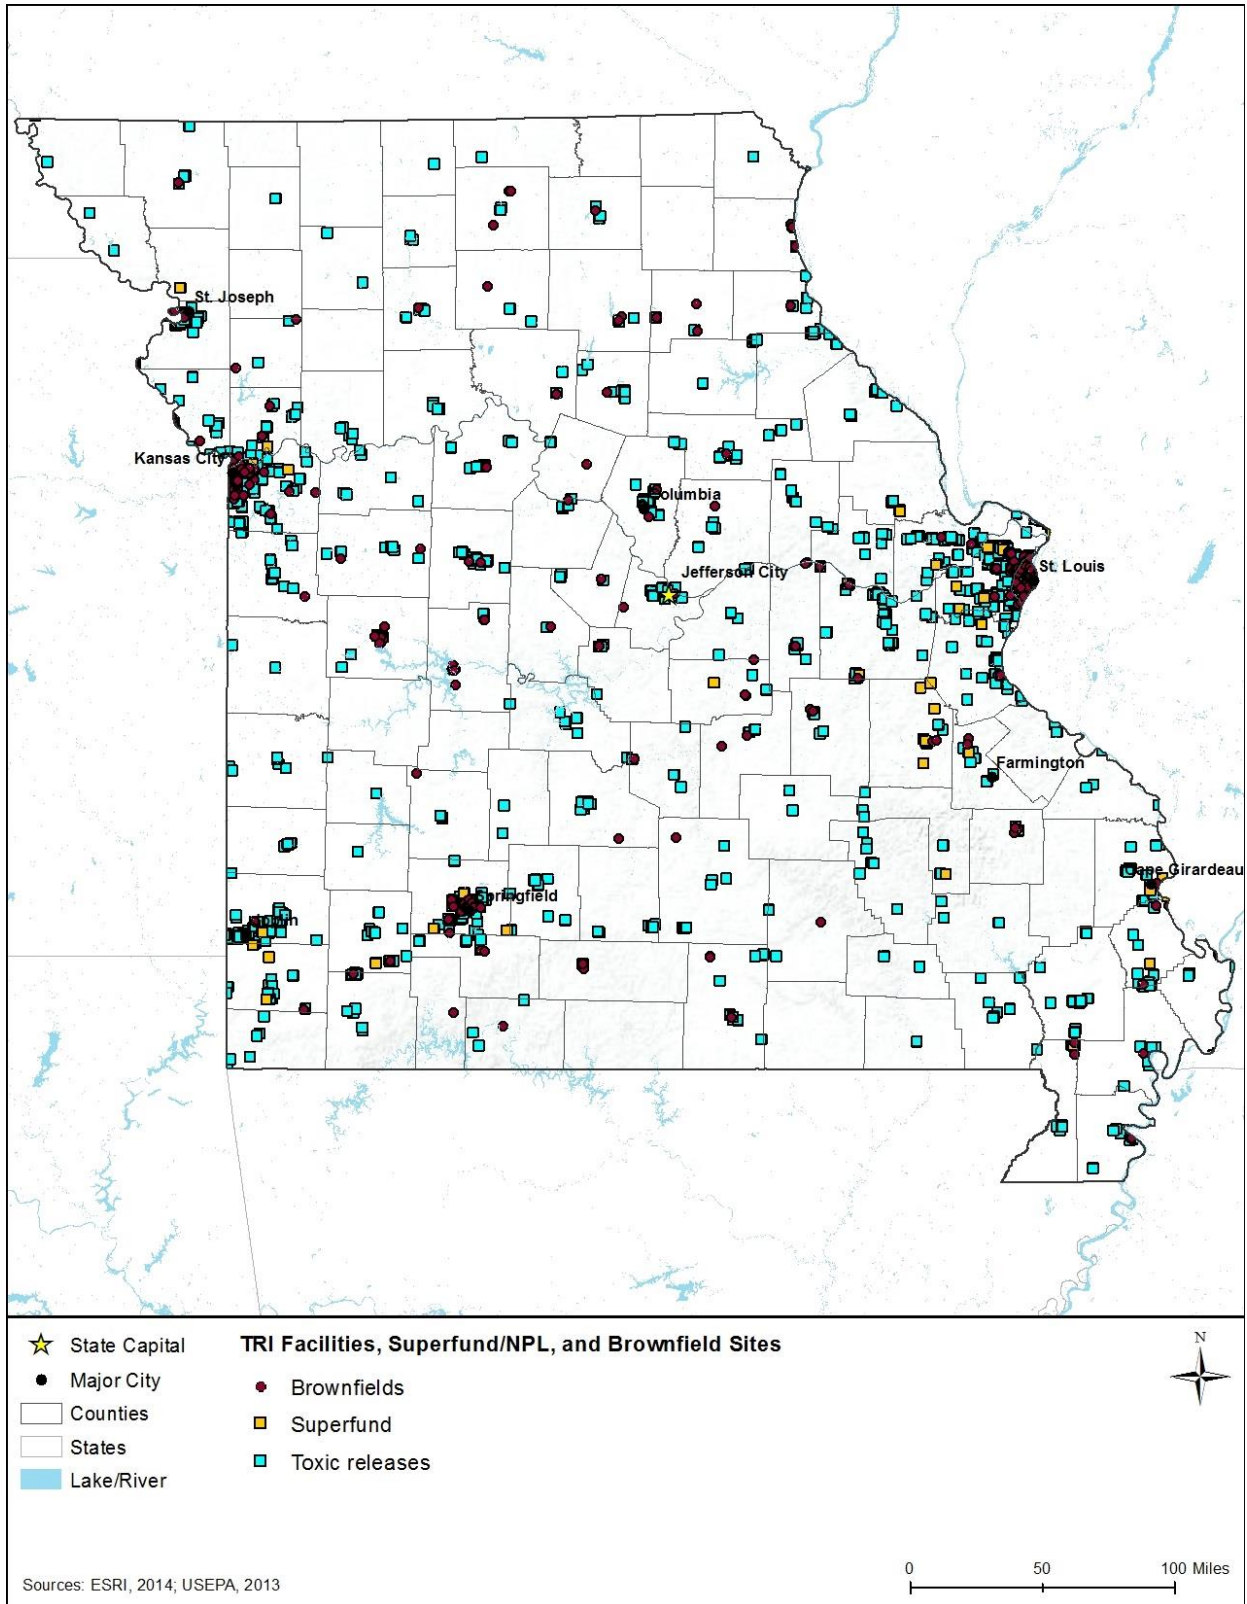 St. Joseph
Kansas City
Columbia
Jefferson City
St. Louis
Farmington
Cape Girardeau
Springfield
Joplin
State Capital
Major City
Counties
States
Lake/River
TRI Facilities, Superfund/NPL, and Brownfield Sites
Brownfields
Superfund
Toxic releases
N
0 50 100 Miles
Sources: ESRI, 2014; USEPA, 2013